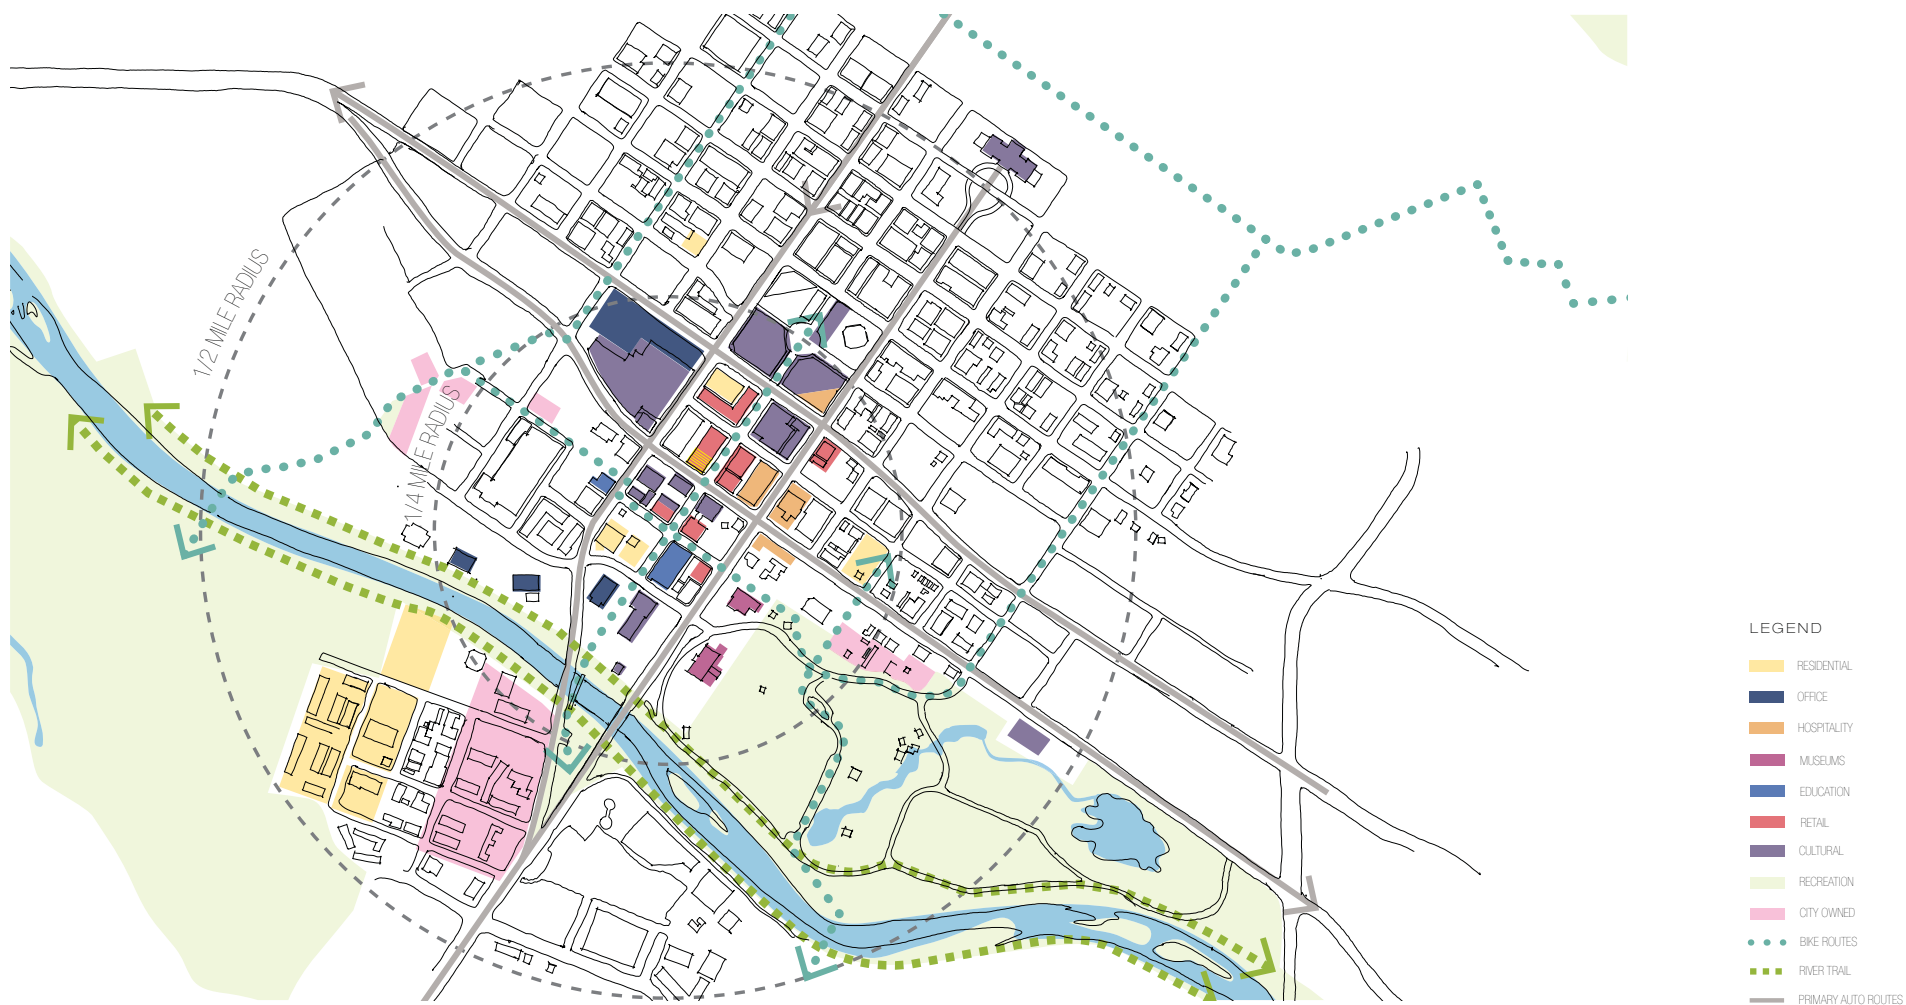 1/2 MILE RADIUS
1/4 MILE RADIUS
LEGEND
RESIDENTIAL
OFFICE
HOSPITALITY
MUSEUMS
EDUCATION
RETAIL
CULTURAL
RECREATION
CITY OWNED
BIKE ROUTES
RIVER TRAIL
PRIMARY AUTO ROUTES